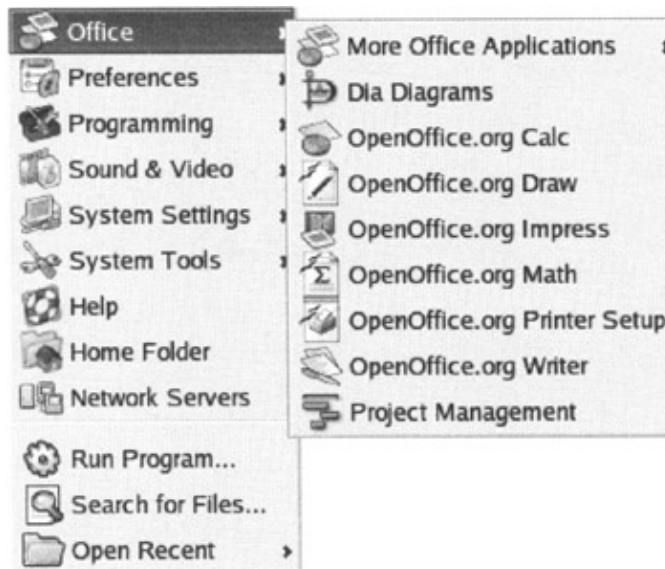 Office
Preferences
Programming
Sound & Video
System Settings
System Tools
Help
Home Folder
Network Servers
Run Program...
Search for Files...
Open Recent
More Office Applications
Dia Diagrams
OpenOffice.org Calc
OpenOffice.org Draw
OpenOffice.org Impress
OpenOffice.org Math
OpenOffice.org Printer Setup
OpenOffice.org Writer
Project Management